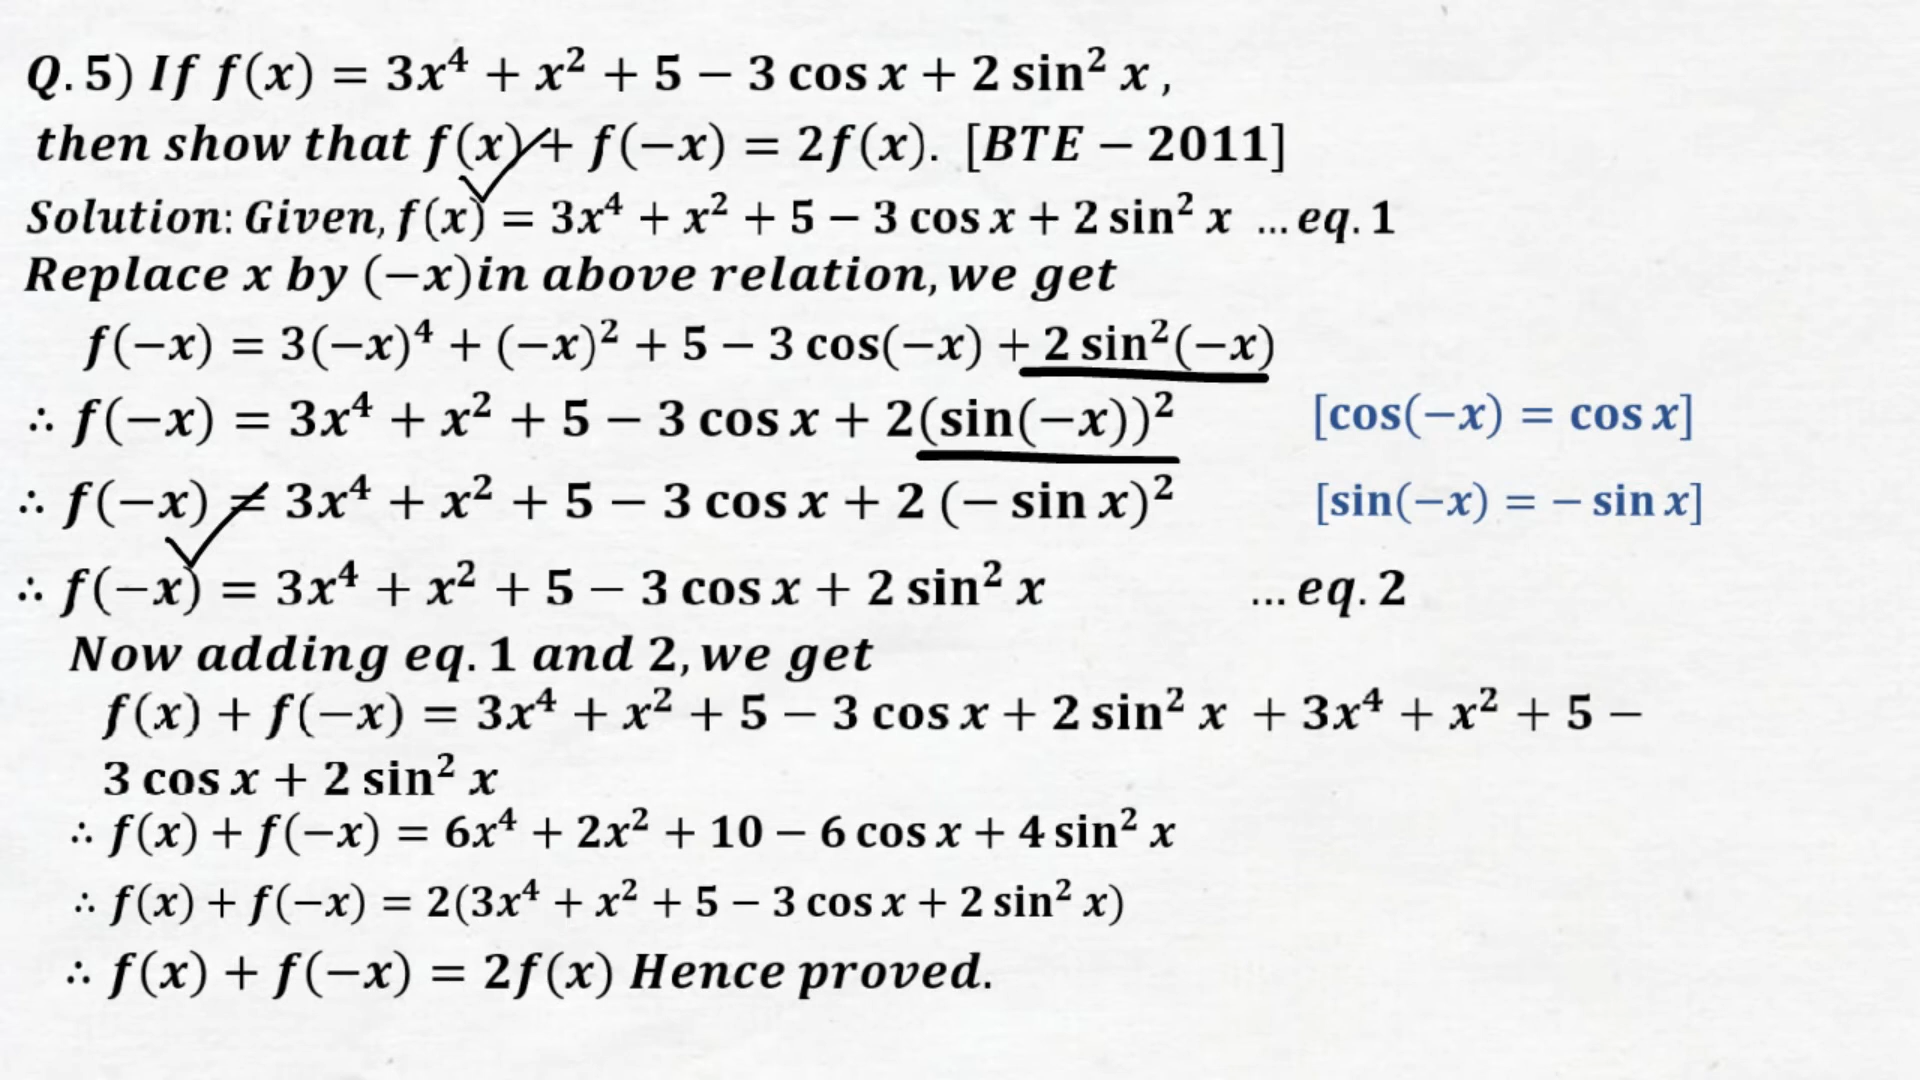 Q. 5) If f(x) = 3x⁴ + x² + 5 − 3 cos x + 2 sin² x ,
then show that f(x) + f(−x) = 2f(x). [BTE − 2011]
Solution: Given, f(x) = 3x⁴ + x² + 5 − 3 cos x + 2 sin² x ... eq. 1
Replace x by (−x)in above relation, we get
f(−x) = 3(−x)⁴ + (−x)² + 5 − 3 cos(−x) + 2 sin²(−x)
∴ f(−x) = 3x⁴ + x² + 5 − 3 cos x + 2(sin(−x))² [cos(−x) = cos x]
∴ f(−x) = 3x⁴ + x² + 5 − 3 cos x + 2 (− sin x)² [sin(−x) = − sin x]
∴ f(−x) = 3x⁴ + x² + 5 − 3 cos x + 2 sin² x ... eq. 2
Now adding eq. 1 and 2, we get
f(x) + f(−x) = 3x⁴ + x² + 5 − 3 cos x + 2 sin² x + 3x⁴ + x² + 5 −
3 cos x + 2 sin² x
∴ f(x) + f(−x) = 6x⁴ + 2x² + 10 − 6 cos x + 4 sin² x
∴ f(x) + f(−x) = 2(3x⁴ + x² + 5 − 3 cos x + 2 sin² x)
∴ f(x) + f(−x) = 2f(x) Hence proved.